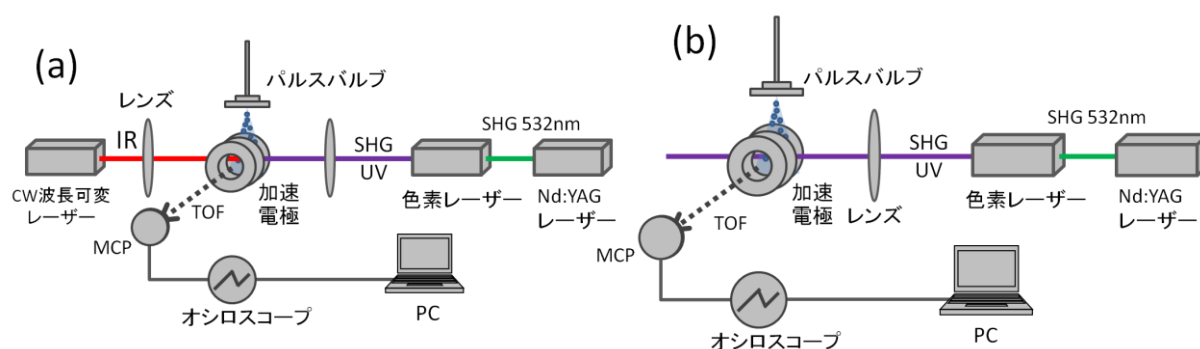 (a)
パルスバルブ
レンズ
IR
SHG
UV
SHG 532nm
CW波長可変
レーザー
加速
電極
色素レーザー
Nd:YAG
レーザー
TOF
MCP
オシロスコープ
PC
(b)
パルスバルブ
SHG
UV
SHG 532nm
加速
電極
レンズ
色素レーザー
Nd:YAG
レーザー
TOF
MCP
オシロスコープ
PC